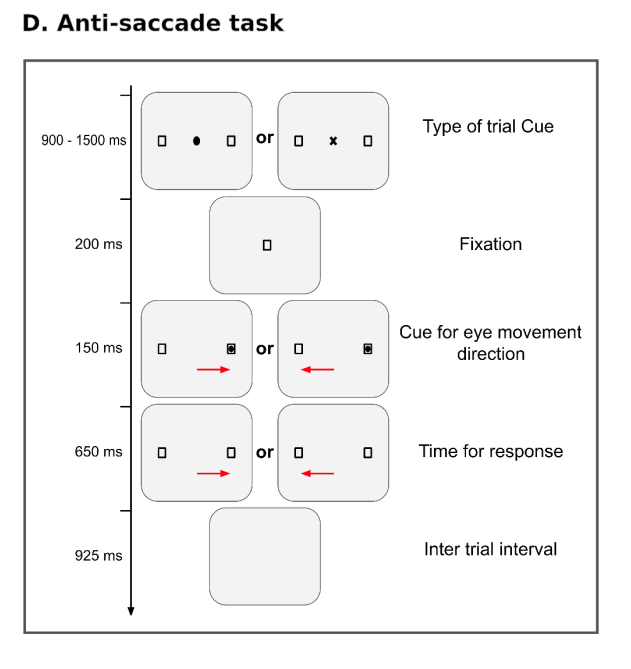 D. Anti-saccade task
900 - 1500 ms
or
Type of trial Cue
200 ms
Fixation
150 ms
or
Cue for eye movement
direction
650 ms
or
Time for response
925 ms
Inter trial interval